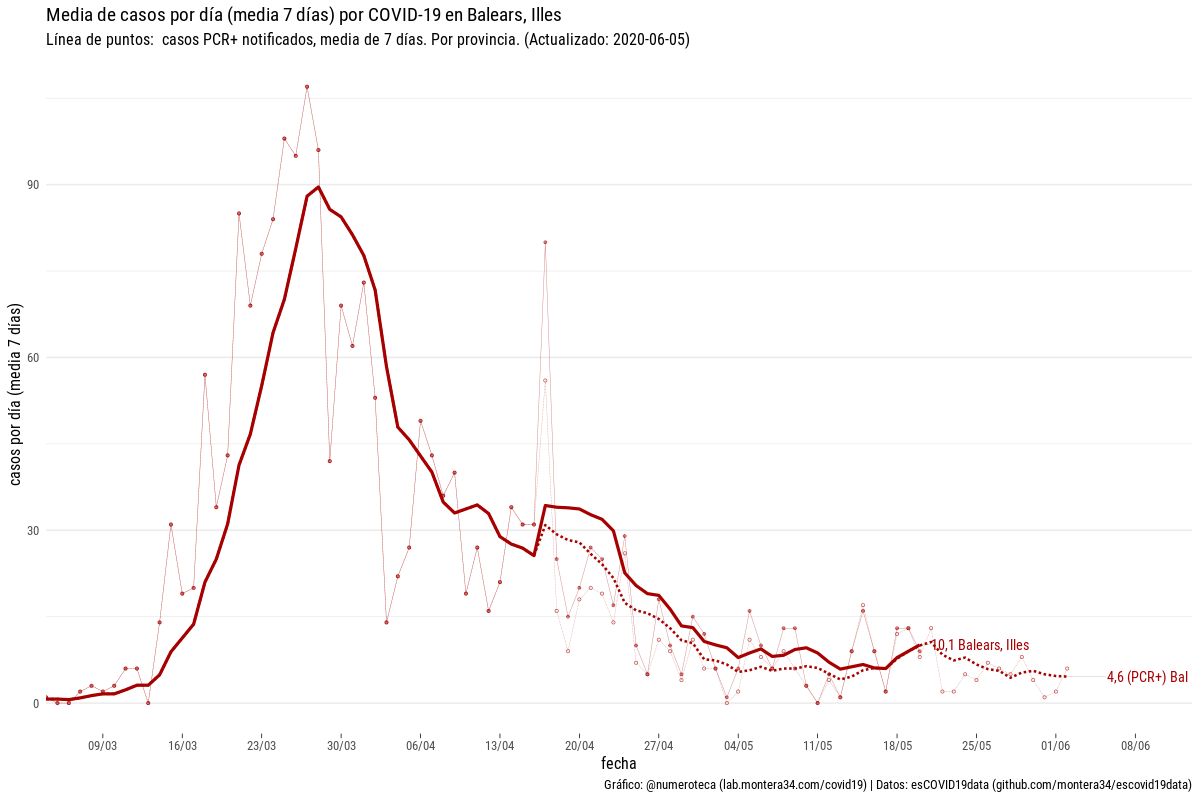 Media de casos por día (media 7 días) por COVID-19 en Balears, Illes
Línea de puntos:  casos PCR+ notificados, media de 7 días. Por provincia. (Actualizado: 2020-06-05)
casos por día (media 7 días)
90
60
30
0
10,1 Balears, Illes
4,6 (PCR+) Bal
09/03 16/03 23/03 30/03 06/04 13/04 20/04 27/04 04/05 11/05 18/05 25/05 01/06 08/06
fecha
Gráfico: @numeroteca (lab.montera34.com/covid19) | Datos: esCOVID19data (github.com/montera34/escovid19data)